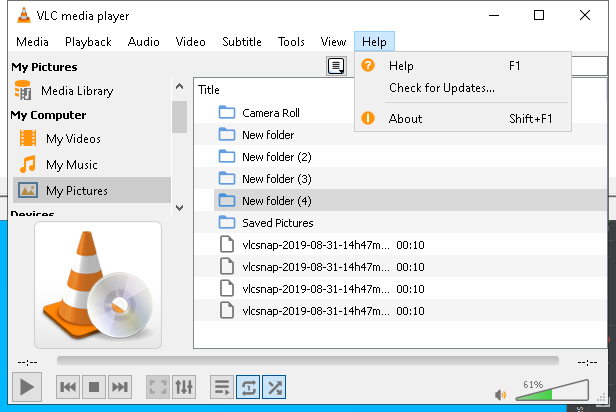 VLC media player
Media Playback Audio Video Subtitle Tools View Help
My Pictures
Media Library
My Computer
My Videos
My Music
My Pictures
Devices
Help F1
Check for Updates...
About Shift+F1
Title
Camera Roll
New folder
New folder (2)
New folder (3)
New folder (4)
Saved Pictures
vlcsnap-2019-08-31-14h47m... 00:10
vlcsnap-2019-08-31-14h47m... 00:10
vlcsnap-2019-08-31-14h47m... 00:10
vlcsnap-2019-08-31-14h47m... 00:10
--:-- --:--
61%